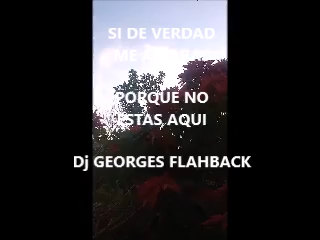 SI DE VERDAD
ME
PORQUE NO
ESTAS AQUI
Dj GEORGES FLAHBACK